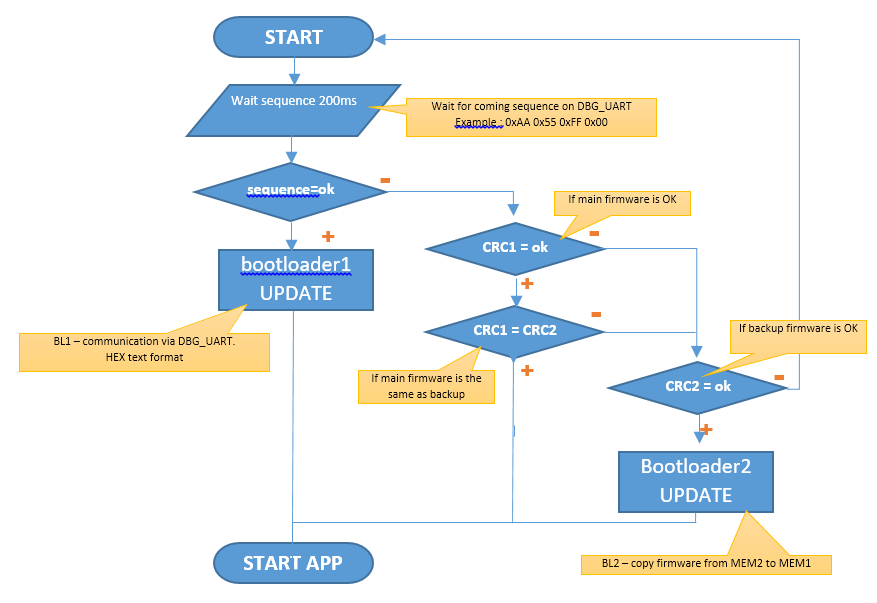 START
Wait sequence 200ms
Wait for coming sequence on DBG_UART
Example : 0xAA 0x55 0xFF 0x00
sequence=ok
-
If main firmware is OK
+
CRC1 = ok
-
bootloader1
UPDATE
+
CRC1 = CRC2
-
If backup firmware is OK
BL1 – communication via DBG_UART.
HEX text format
If main firmware is the
same as backup
+
CRC2 = ok
-
+
Bootloader2
UPDATE
START APP
BL2 – copy firmware from MEM2 to MEM1